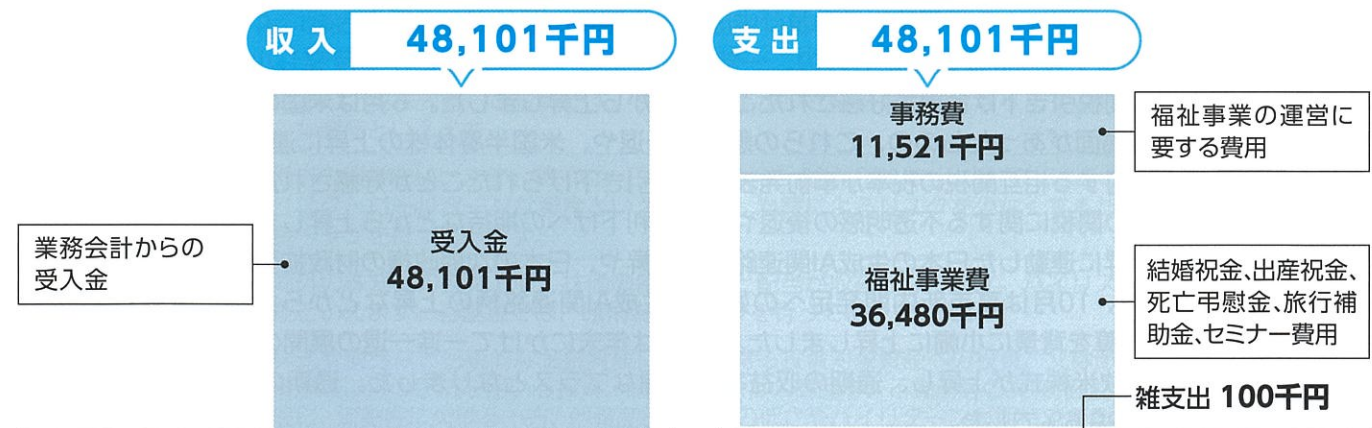 収入 48,101千円
支出 48,101千円
業務会計からの
受入金
受入金
48,101千円
事務費
11,521千円
福祉事業の運営に
要する費用
福祉事業費
36,480千円
結婚祝金、出産祝金、
死亡弔慰金、旅行補
助金、セミナー費用
雑支出 100千円